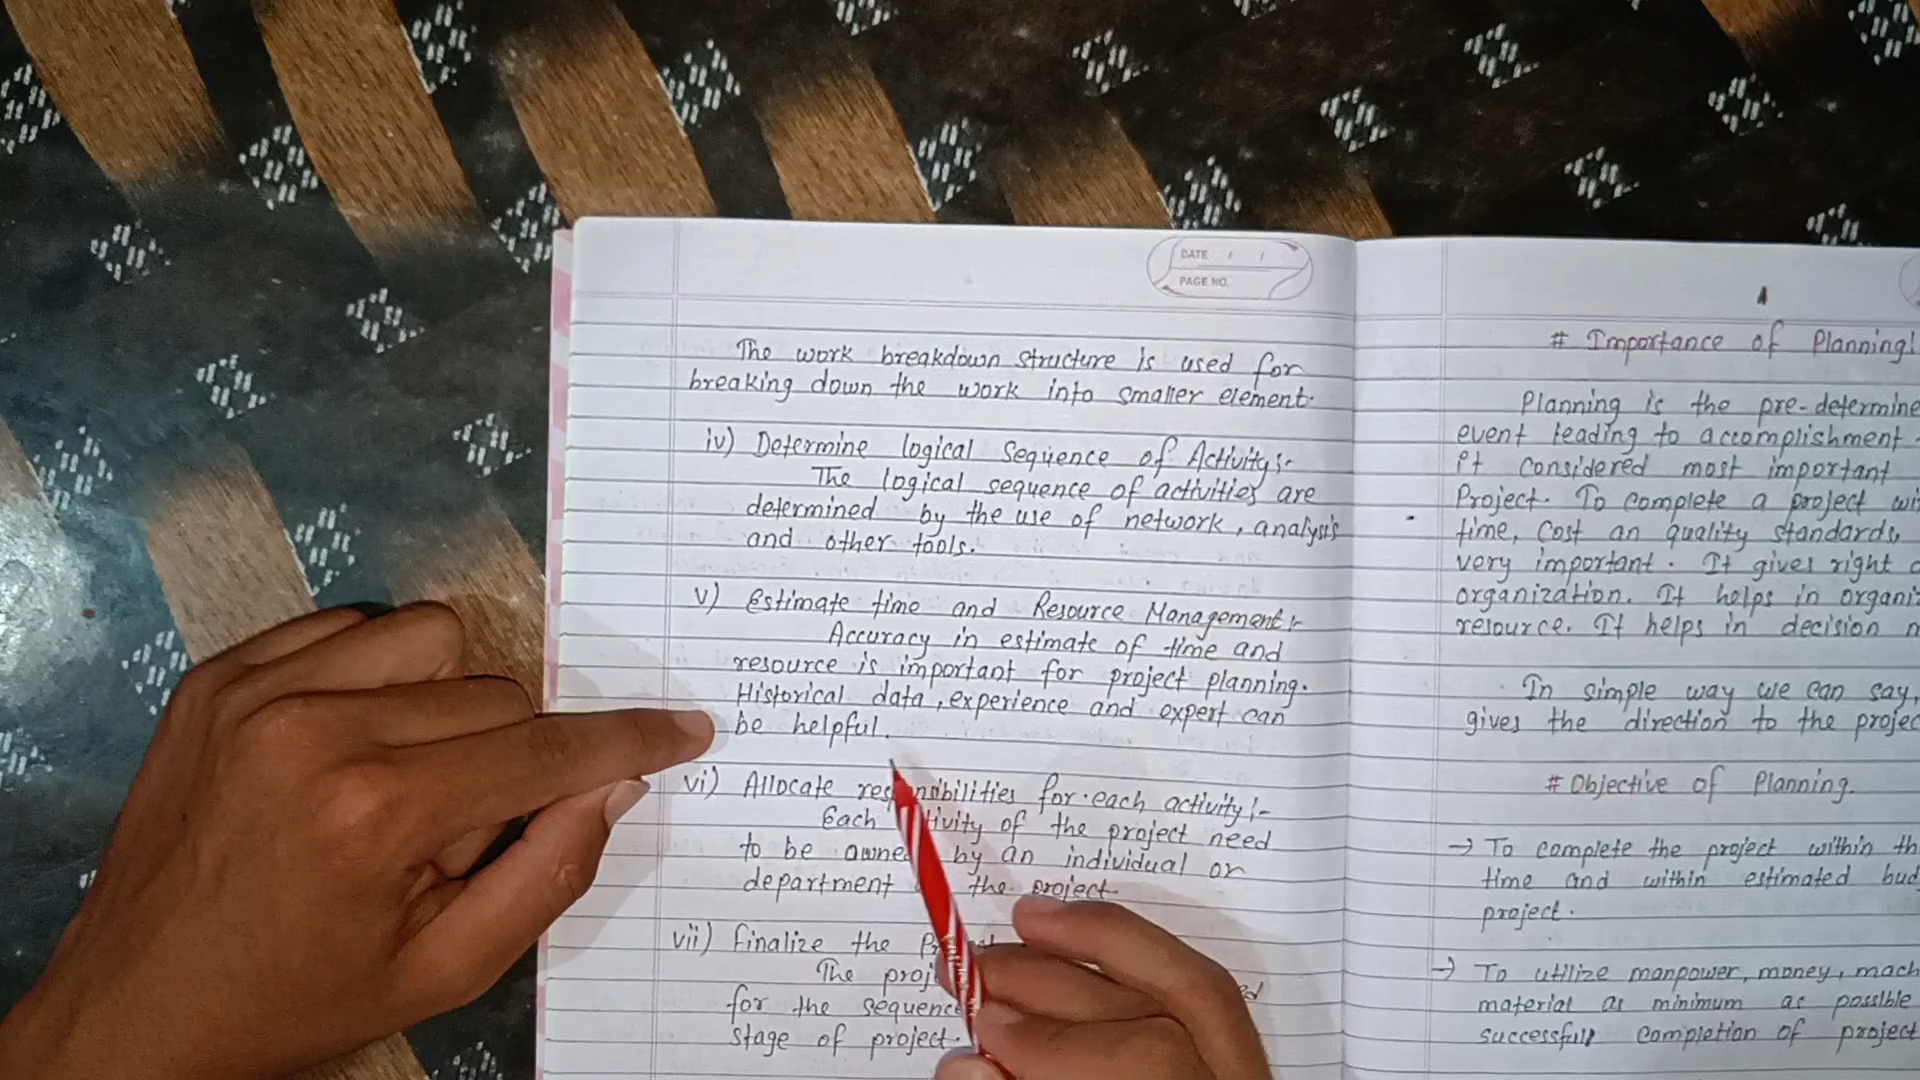 DATE / /
PAGE NO.
The work breakdown structure is used for
breaking down the work into smaller element.
iv) Determine logical Sequence of Activity:-
The logical sequence of activities are
determined by the use of network, analysis
and other tools.
v) Estimate time and Resource Management:-
Accuracy in estimate of time and
resource is important for project planning.
Historical data, experience and expert can
be helpful.
vi) Allocate responsibilities for each activity:-
Each activity of the project need
to be owned by an individual or
department the project.
vii) Finalize the
The
for the sequence
stage of project.
# Importance of Planning!
Planning is the pre-determine
event leading to accomplishment
it considered most important
Project. To complete a project
time, cost an quality standards,
very important. It gives right
organization. It helps in
resource. It helps in decision
In simple way we can say,
gives the direction to the
# Objective of Planning.
→ To complete the project within
time and within estimated
project.
→ To utilize manpower, money,
material as minimum as possible
successfull completion of project